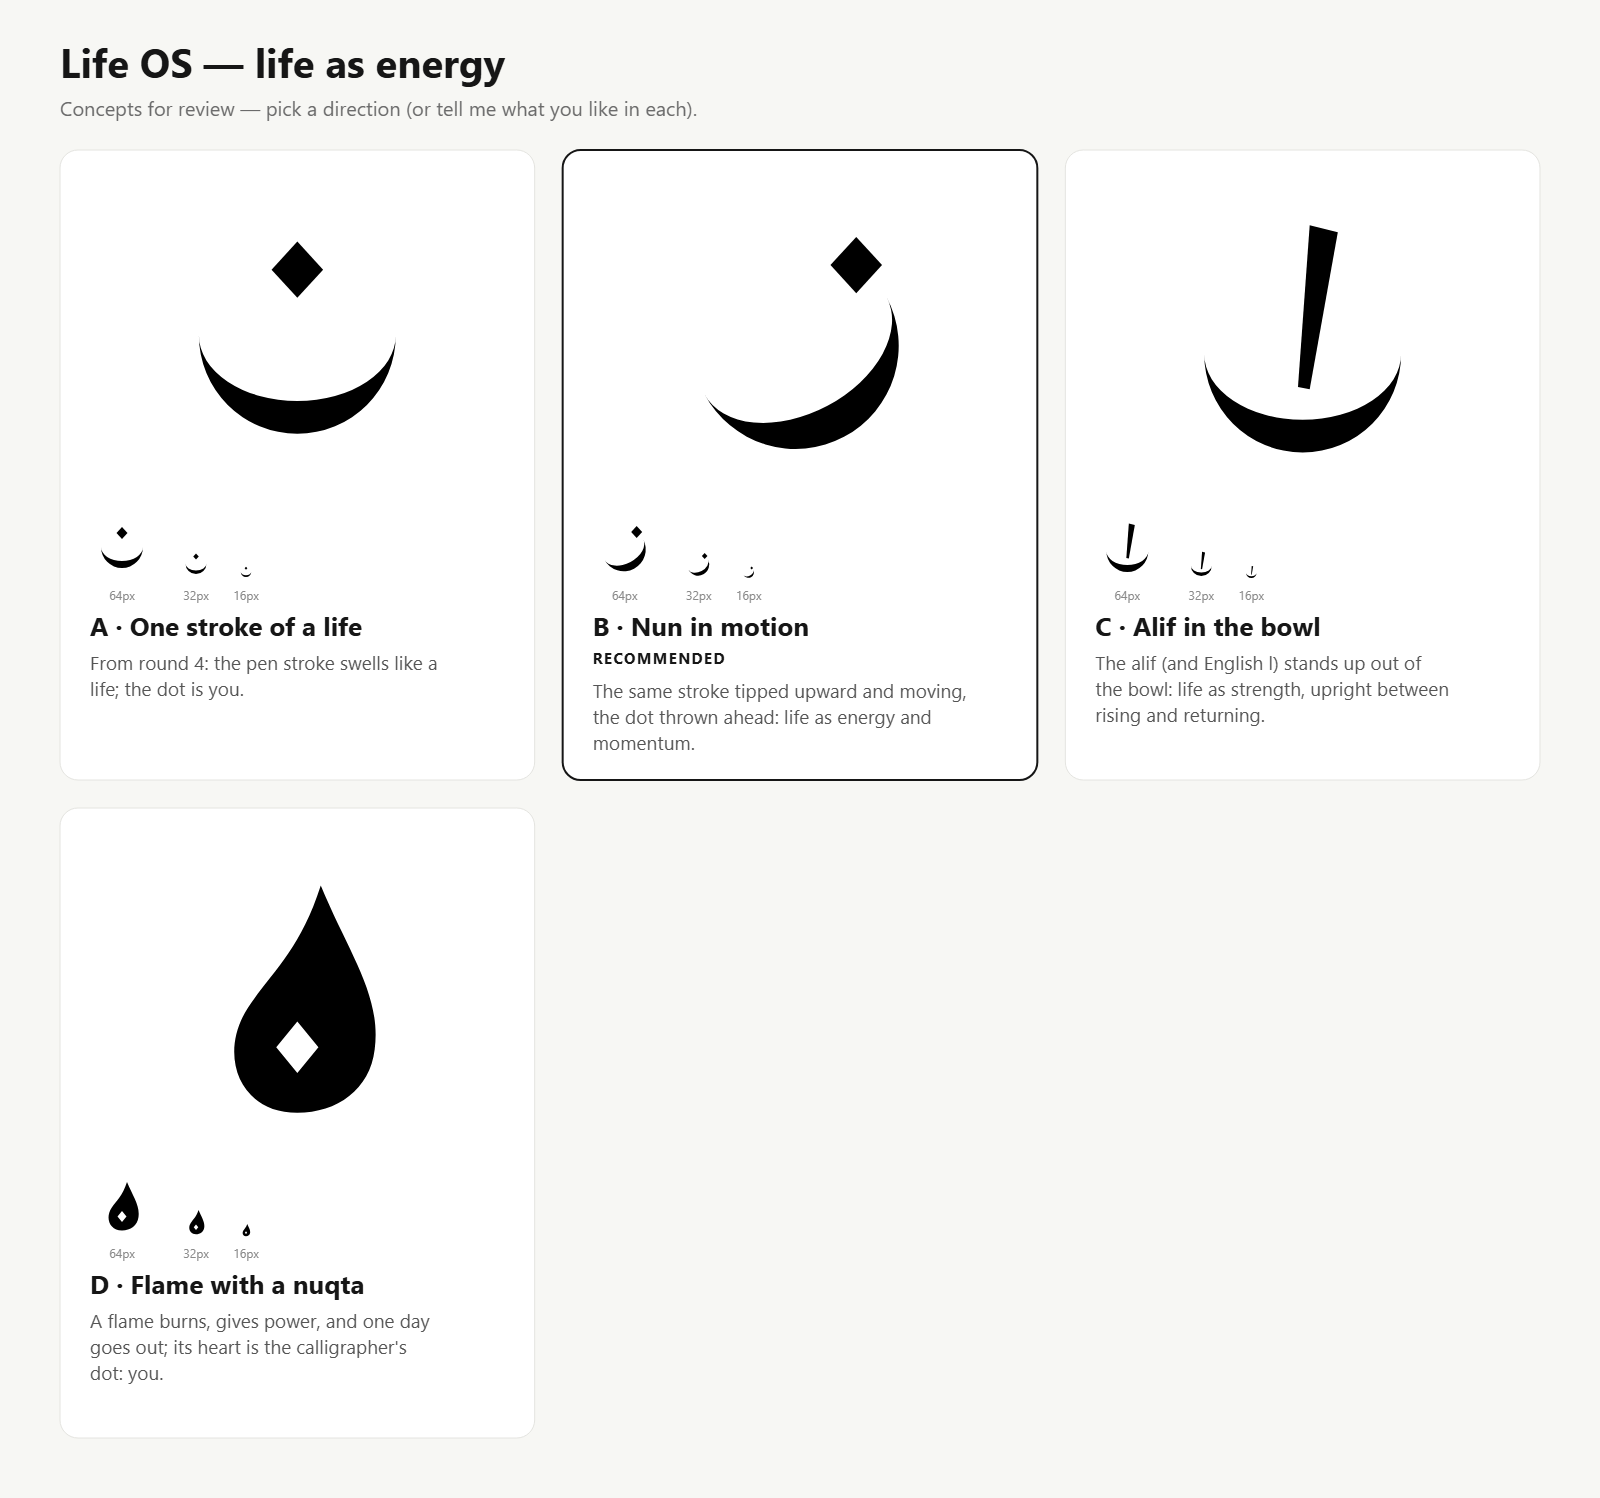 Life OS — life as energy
Concepts for review — pick a direction (or tell me what you like in each).
64px 32px 16px
A · One stroke of a life
From round 4: the pen stroke swells like a
life; the dot is you.
64px 32px 16px
B · Nun in motion
RECOMMENDED
The same stroke tipped upward and moving,
the dot thrown ahead: life as energy and
momentum.
64px 32px 16px
C · Alif in the bowl
The alif (and English l) stands up out of
the bowl: life as strength, upright between
rising and returning.
64px 32px 16px
D · Flame with a nuqta
A flame burns, gives power, and one day
goes out; its heart is the calligrapher's
dot: you.